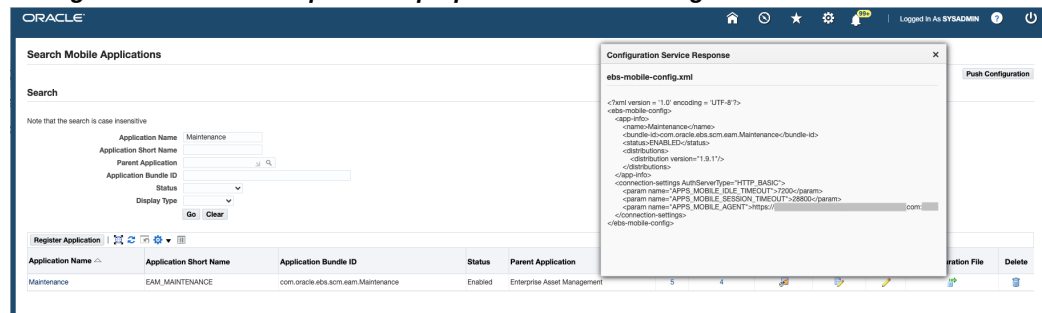 ORACLE
99+
Logged In As SYSADMIN
?
Search Mobile Applications
Push Configuration
Search
Note that the search is case insensitive
Application Name Maintenance
Application Short Name
Parent Application
Application Bundle ID
Status
Display Type
Go Clear
Configuration Service Response ×
ebs-mobile-config.xml
<?xml version = '1.0' encoding = 'UTF-8'?>
<ebs-mobile-config>
<app-info>
<name>Maintenance</name>
<bundle-id>com.oracle.ebs.scm.eam.Maintenance</bundle-id>
<status>ENABLED</status>
<distributions>
<distribution version="1.9.1"/>
</distributions>
</app-info>
<connection-settings AuthServerType="HTTP_BASIC">
<param name="APPS_MOBILE_IDLE_TIMEOUT">7200</param>
<param name="APPS_MOBILE_SESSION_TIMEOUT">28800</param>
<param name="APPS_MOBILE_AGENT">https:// com:
</connection-settings>
</ebs-mobile-config>
Register Application
Application Name Application Short Name Application Bundle ID Status Parent Application uration File Delete
Maintenance EAM_MAINTENANCE com.oracle.ebs.scm.eam.Maintenance Enabled Enterprise Asset Management 5 4